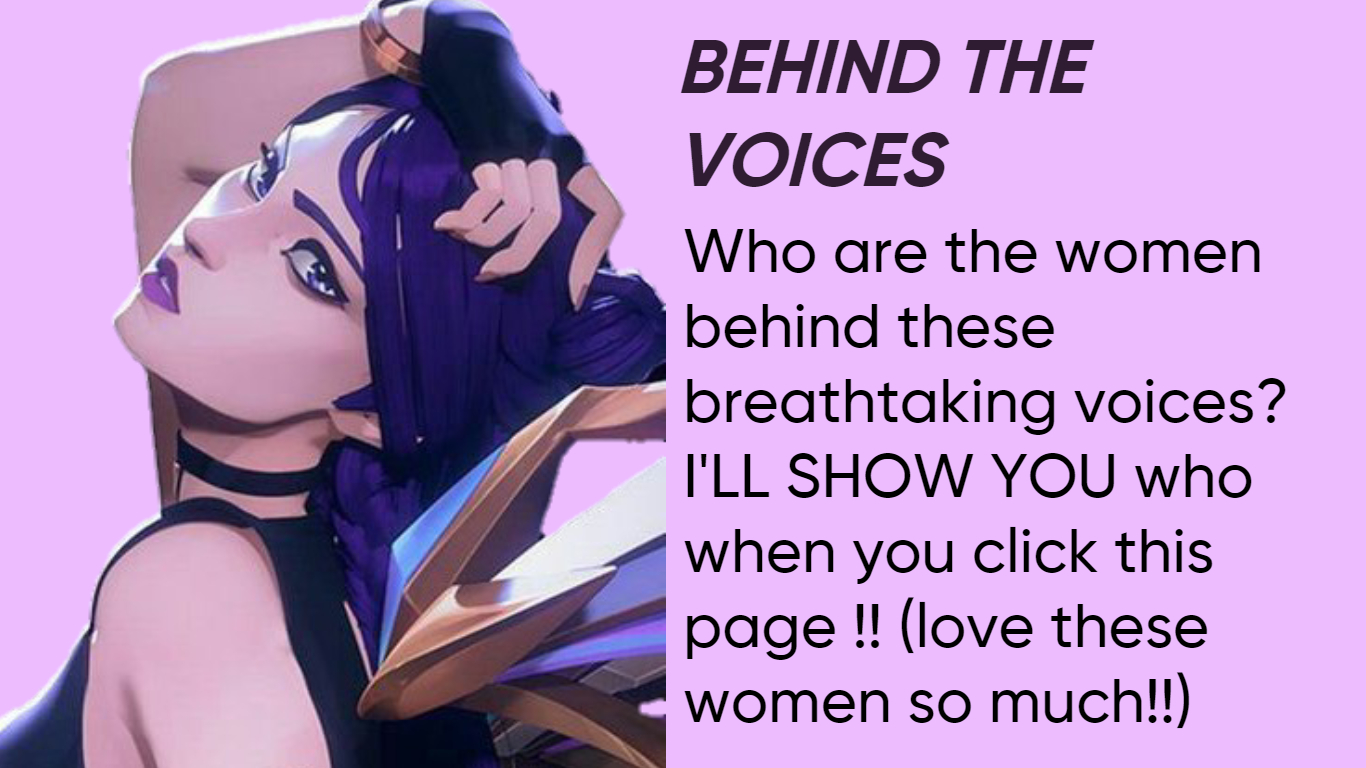 BEHIND THE
VOICES
Who are the women
behind these
breathtaking voices?
I'LL SHOW YOU who
when you click this
page !! (love these
women so much!!)